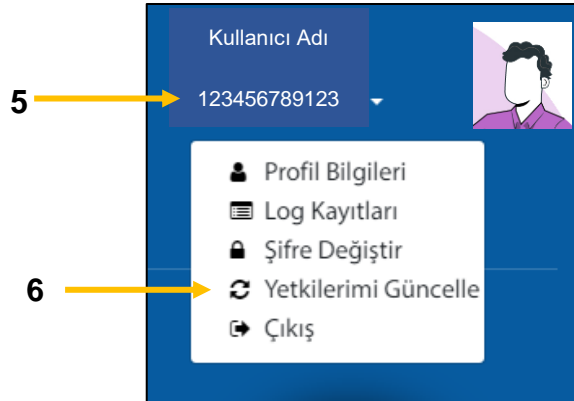 Kullanıcı Adı
5 123456789123
Profil Bilgileri
Log Kayıtları
Şifre Değiştir
6 Yetkilerimi Güncelle
Çıkış